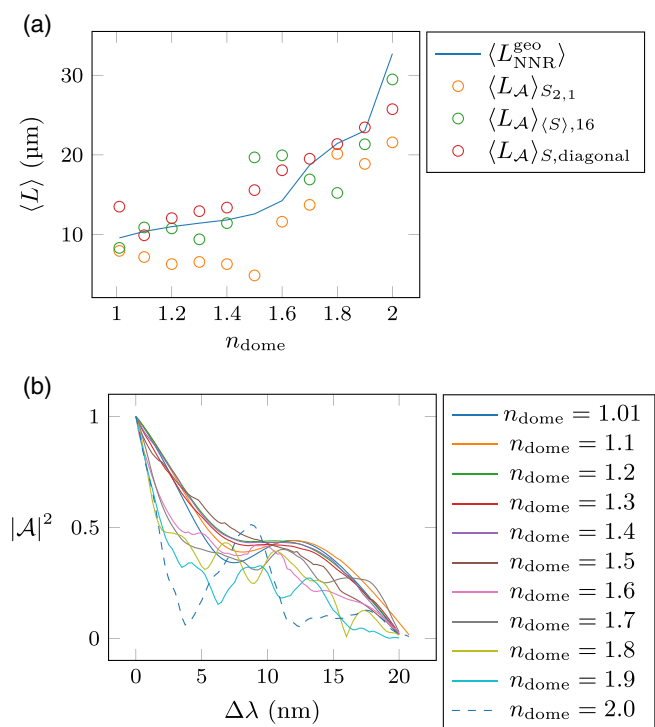 (a)
30
20
10
⟨L⟩ (µm)
1 1.2 1.4 1.6 1.8 2
n_dome
⟨L_NNR^geo⟩
⟨L_𝒜⟩_{S_{2,1}}
⟨L_𝒜⟩_{⟨S⟩,16}
⟨L_𝒜⟩_{S,diagonal}
(b)
1
0.5
0
|𝒜|²
0 5 10 15 20
Δλ (nm)
n_dome = 1.01
n_dome = 1.1
n_dome = 1.2
n_dome = 1.3
n_dome = 1.4
n_dome = 1.5
n_dome = 1.6
n_dome = 1.7
n_dome = 1.8
n_dome = 1.9
n_dome = 2.0